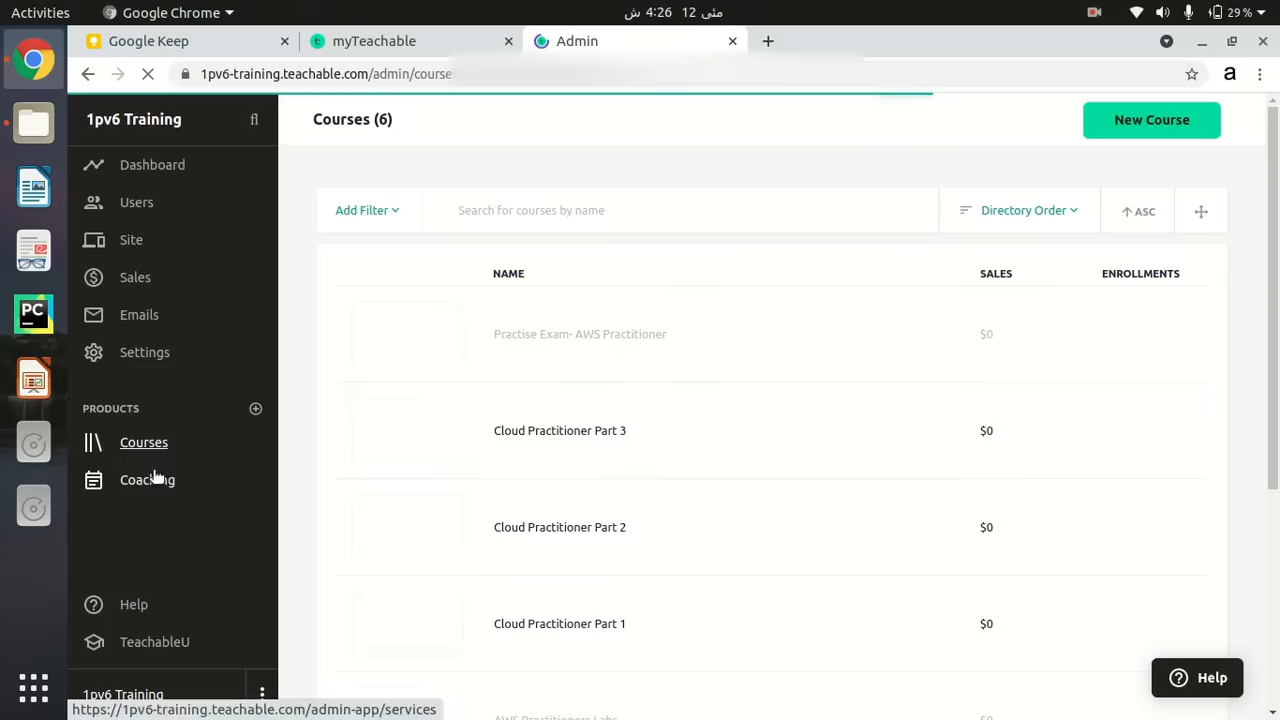 Activities
Google Chrome
مئی 12 4:26 ش
29 %
Google Keep
myTeachable
Admin
1pv6-training.teachable.com/admin/course
a
1pv6 Training
Courses (6)
New Course
Dashboard
Users
Site
Sales
Emails
Settings
PRODUCTS
Courses
Coaching
Help
TeachableU
1pv6 Training
Add Filter
Search for courses by name
Directory Order
ASC
NAME
SALES
ENROLLMENTS
Practise Exam- AWS Practitioner
$0
Cloud Practitioner Part 3
$0
Cloud Practitioner Part 2
$0
Cloud Practitioner Part 1
$0
AWS Practitioners Labs
Help
https://1pv6-training.teachable.com/admin-app/services
PC